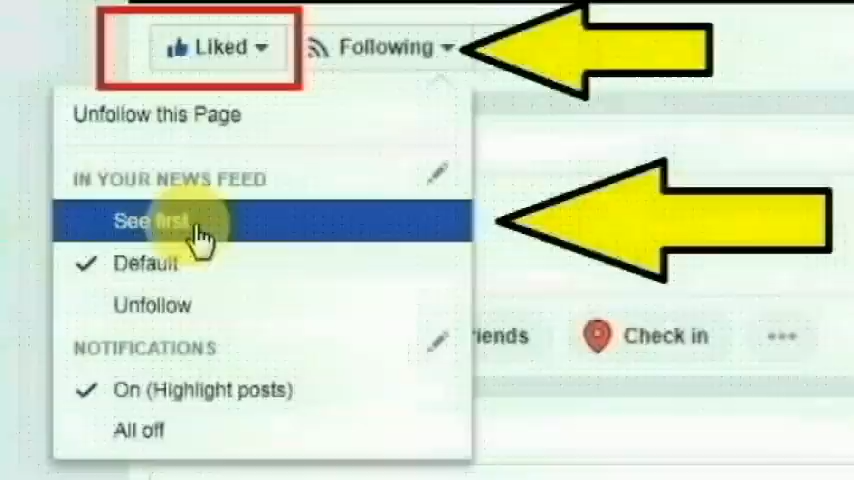 Liked
Following
Unfollow this Page
IN YOUR NEWS FEED
See first
Default
Unfollow
NOTIFICATIONS
riends
Check in
On (Highlight posts)
All off